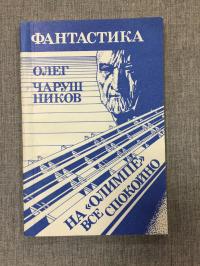 ФАНТАСТИКА
ОЛЕГ
ЧАРУШ
НИКОВ
НА «ОЛИМПЕ»
ВСЕ СПОКОЙНО